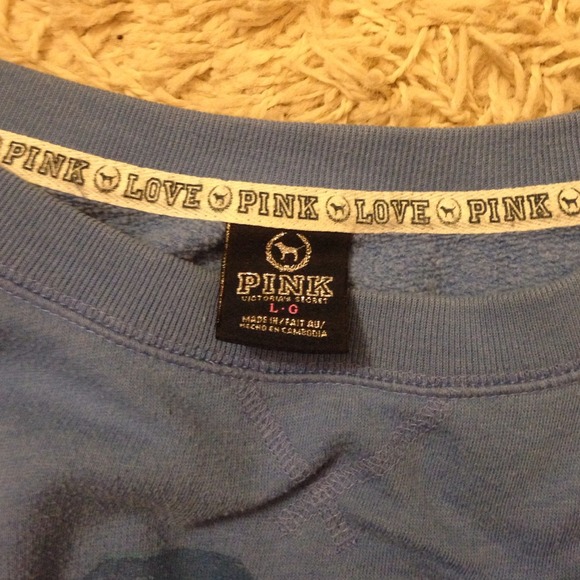 PINK LOVE PINK LOVE PINK
PINK
VICTORIA'S SECRET
L·G
MADE IN/FAIT AU/
HECHO EN CAMBODIA